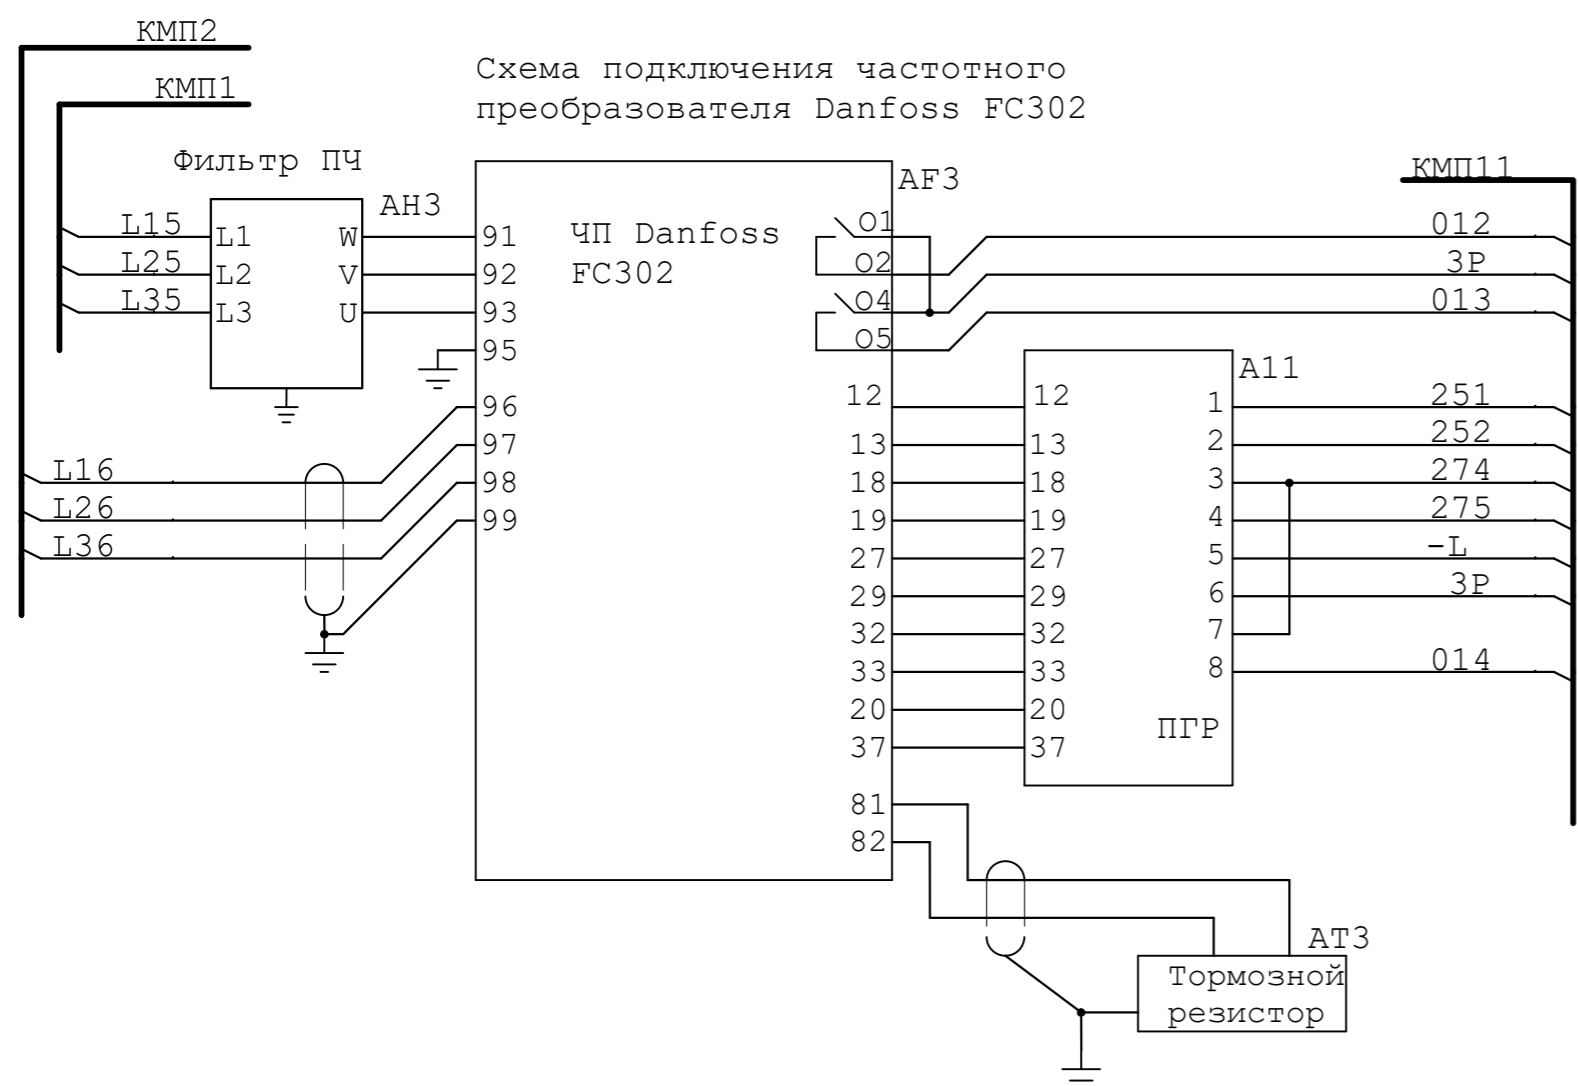 КМП2
КМП1
Схема подключения частотного
преобразователя Danfoss FC302
Фильтр ПЧ
AH3
L15
L25
L35
L1
L2
L3
W
V
U
91
92
93
95
96
97
98
99
L16
L26
L36
ЧП Danfoss
FC302
AF3
O1
O2
O4
O5
12
13
18
19
27
29
32
33
20
37
81
82
КМП11
012
3P
013
A11
12
13
18
19
27
29
32
33
20
37
1
2
3
4
5
6
7
8
ПГР
251
252
274
275
-L
3P
014
AT3
Тормозной
резистор